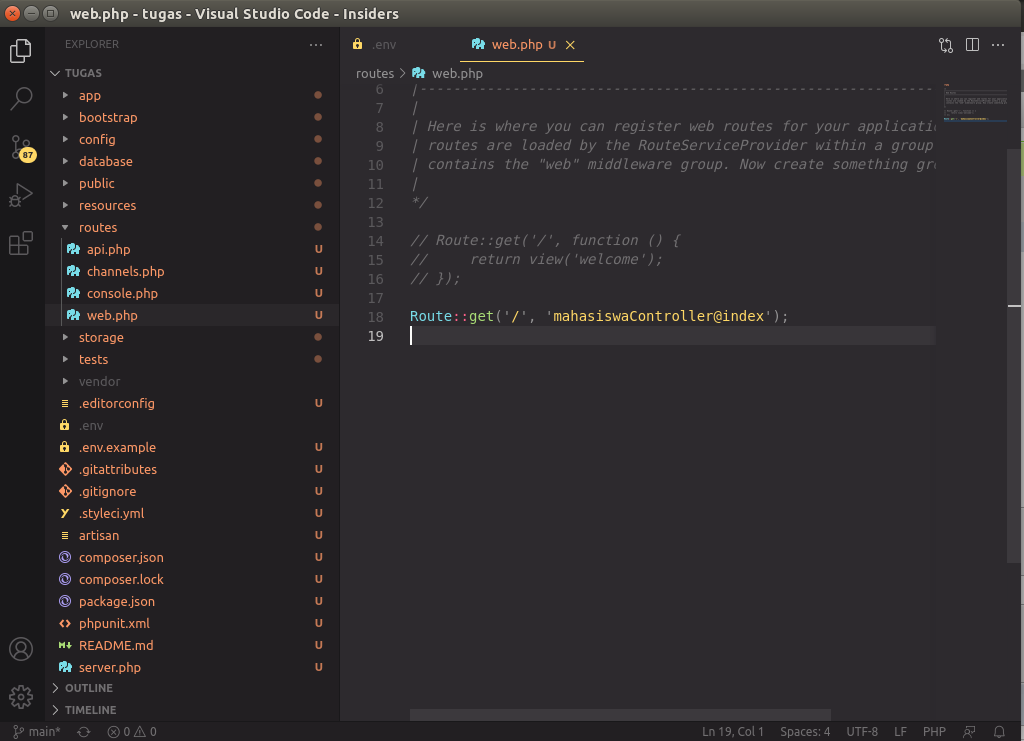 web.php - tugas - Visual Studio Code - Insiders
EXPLORER
.env
web.php U
TUGAS
routes > web.php
app
bootstrap
config
database
public
resources
routes
api.php U
channels.php U
console.php U
web.php U
storage
tests
vendor
.editorconfig U
.env
.env.example U
.gitattributes U
.gitignore U
.styleci.yml U
artisan U
composer.json U
composer.lock U
package.json U
phpunit.xml U
README.md U
server.php U
OUTLINE
TIMELINE
87
6 |--------------------------------------------------------------
7 |
8 | Here is where you can register web routes for your applicati
9 | routes are loaded by the RouteServiceProvider within a group
10 | contains the "web" middleware group. Now create something gr
11 |
12 */
13
14 // Route::get('/', function () {
15 //     return view('welcome');
16 // });
17
18 Route::get('/', 'mahasiswaController@index');
19
main* 0 0 Ln 19, Col 1 Spaces: 4 UTF-8 LF PHP